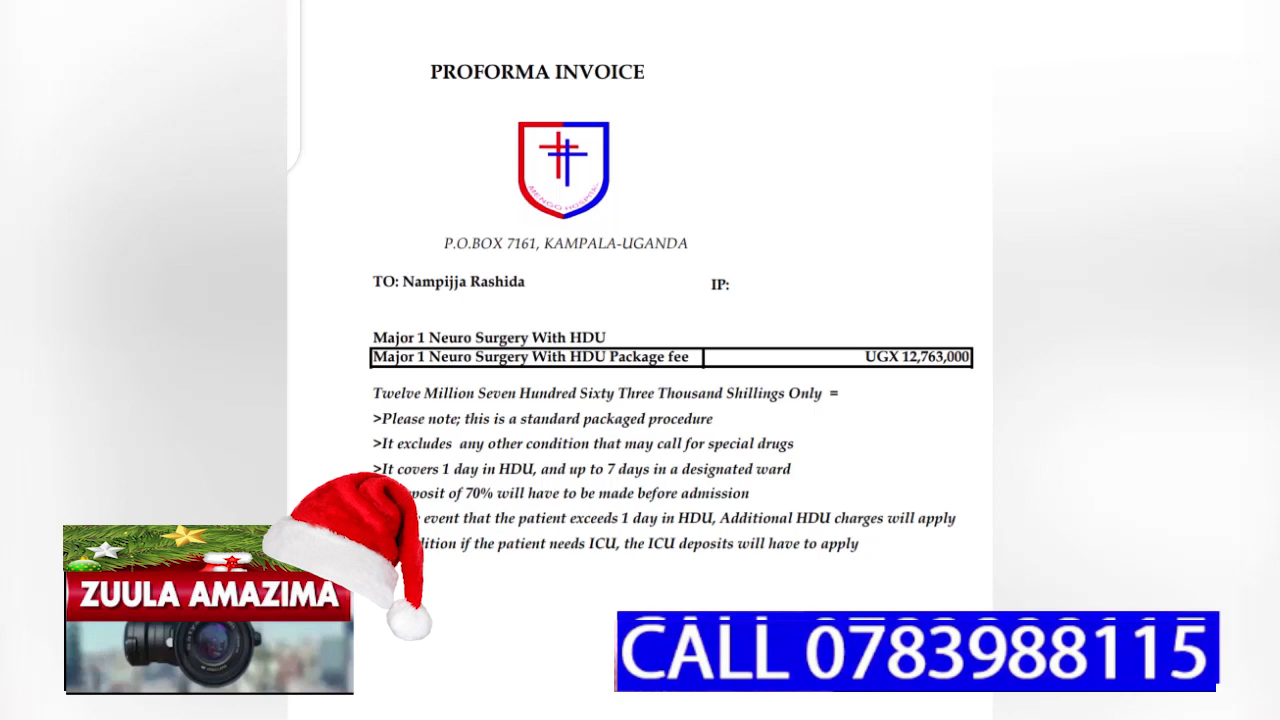 PROFORMA INVOICE
MENGO HOSPITAL
P.O.BOX 7161, KAMPALA-UGANDA
TO: Nampijja Rashida IP:
Major 1 Neuro Surgery With HDU
Major 1 Neuro Surgery With HDU Package fee UGX 12,763,000
Twelve Million Seven Hundred Sixty Three Thousand Shillings Only =
>Please note; this is a standard packaged procedure
>It excludes any other condition that may call for special drugs
>It covers 1 day in HDU, and up to 7 days in a designated ward
of 70% will have to be made before admission
event that the patient exceeds 1 day in HDU, Additional HDU charges will apply
if the patient needs ICU, the ICU deposits will have to apply
ZUULA AMAZIMA
CALL 0783988115